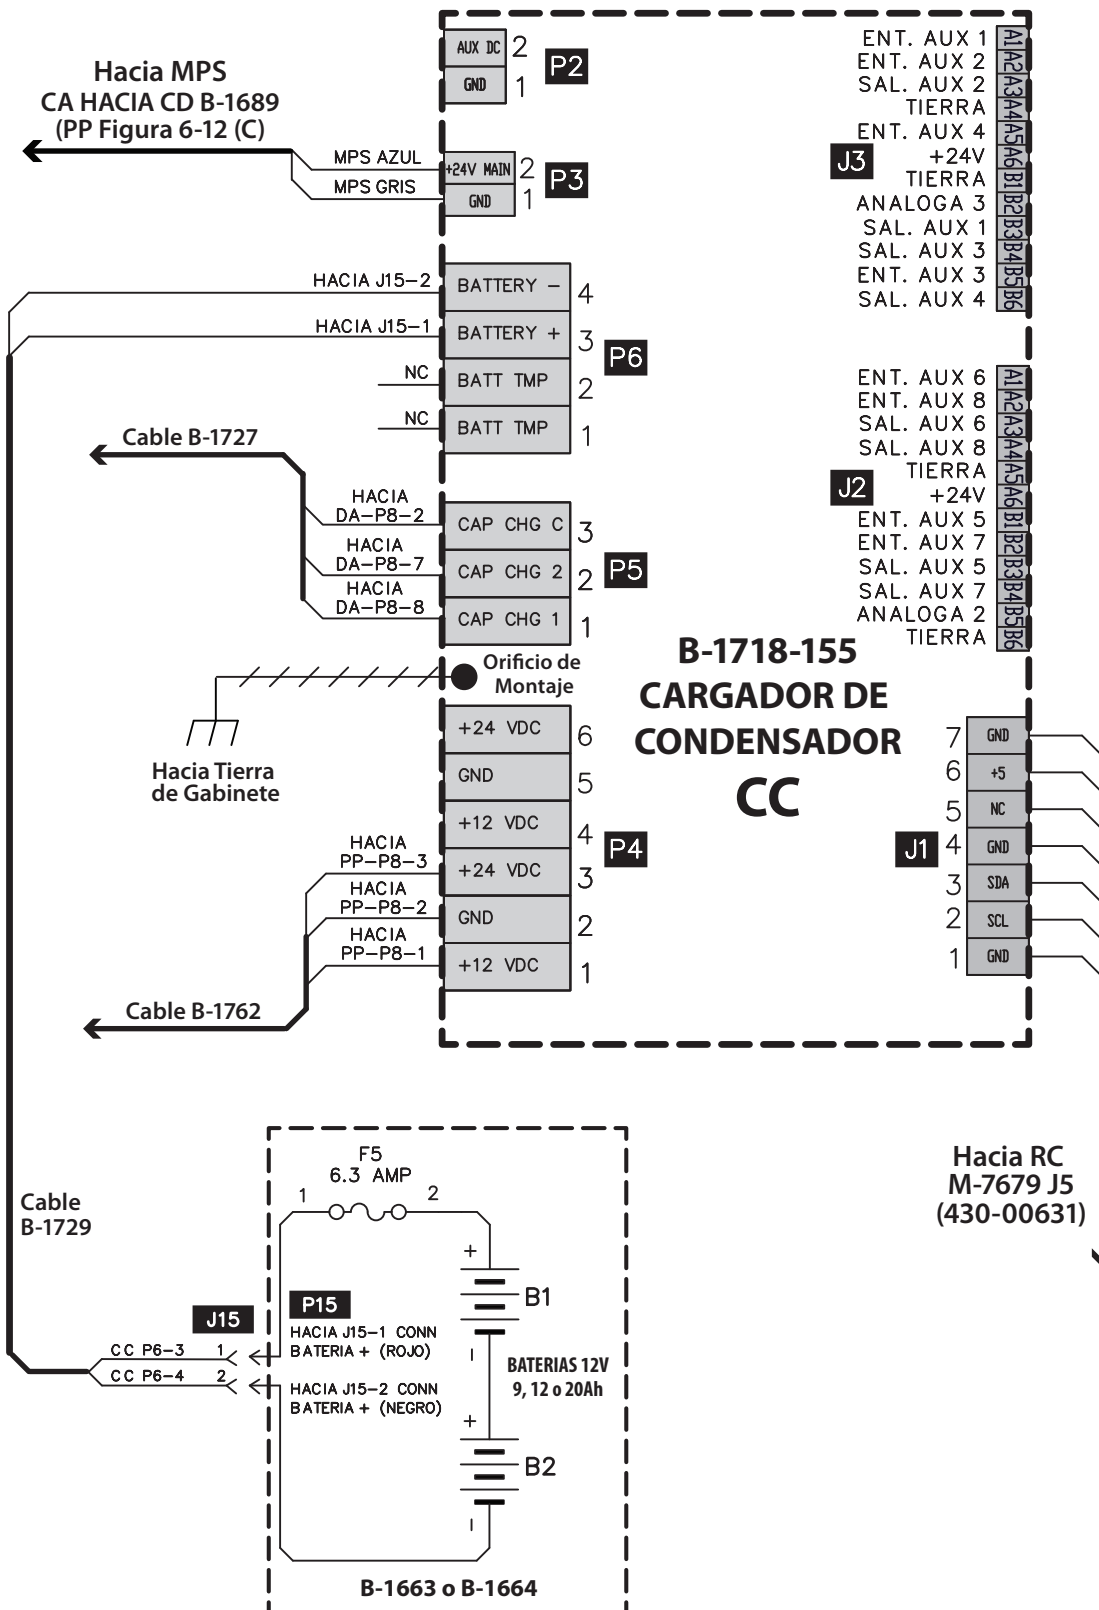 Hacia MPS
CA HACIA CD B-1689
(PP Figura 6-12 (C)
MPS AZUL
MPS GRIS
AUX DC 2
GND 1
P2
+24V MAIN 2
GND 1
P3
HACIA J15-2
HACIA J15-1
NC
NC
BATTERY - 4
BATTERY + 3
BATT TMP 2
BATT TMP 1
P6
Cable B-1727
HACIA
DA-P8-2
HACIA
DA-P8-7
HACIA
DA-P8-8
CAP CHG C 3
CAP CHG 2 2
CAP CHG 1 1
P5
Orificio de
Montaje
Hacia Tierra
de Gabinete
+24 VDC 6
GND 5
+12 VDC 4
+24 VDC 3
GND 2
+12 VDC 1
P4
HACIA
PP-P8-3
HACIA
PP-P8-2
HACIA
PP-P8-1
Cable B-1762
ENT. AUX 1 A1
ENT. AUX 2 A2
SAL. AUX 2 A3
TIERRA A4
ENT. AUX 4 A5
+24V A6
TIERRA B1
ANALOGA 3 B2
SAL. AUX 1 B3
SAL. AUX 3 B4
ENT. AUX 3 B5
SAL. AUX 4 B6
J3
ENT. AUX 6 A1
ENT. AUX 8 A2
SAL. AUX 6 A3
SAL. AUX 8 A4
TIERRA A5
+24V A6
ENT. AUX 5 B1
ENT. AUX 7 B2
SAL. AUX 5 B3
SAL. AUX 7 B4
ANALOGA 2 B5
TIERRA B6
J2
B-1718-155
CARGADOR DE
CONDENSADOR
CC
7 GND
6 +5
5 NC
4 GND
3 SDA
2 SCL
1 GND
J1
Cable
B-1729
F5
6.3 AMP
1 2
+
B1
-
BATERIAS 12V
9, 12 o 20Ah
+
B2
-
J15
P15
HACIA J15-1 CONN
BATERIA + (ROJO)
CC P6-3 1
CC P6-4 2
HACIA J15-2 CONN
BATERIA + (NEGRO)
B-1663 o B-1664
Hacia RC
M-7679 J5
(430-00631)